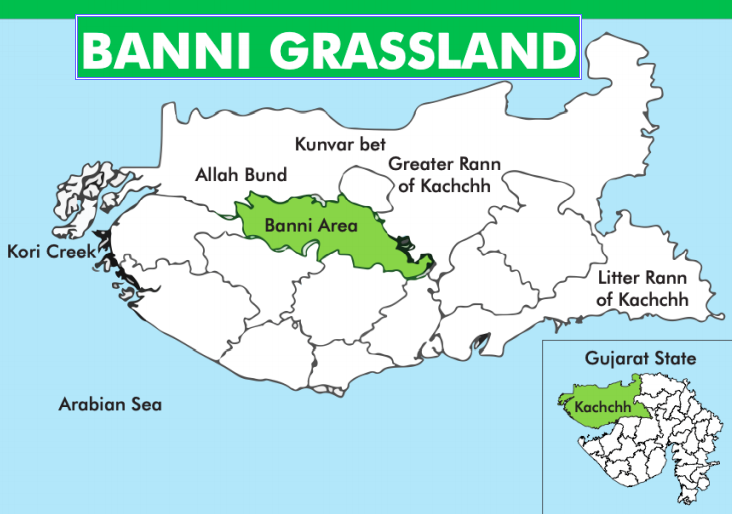 BANNI GRASSLAND
Kunvar bet
Allah Bund
Greater Rann
of Kachchh
Banni Area
Kori Creek
Litter Rann
of Kachchh
Gujarat State
Kachchh
Arabian Sea